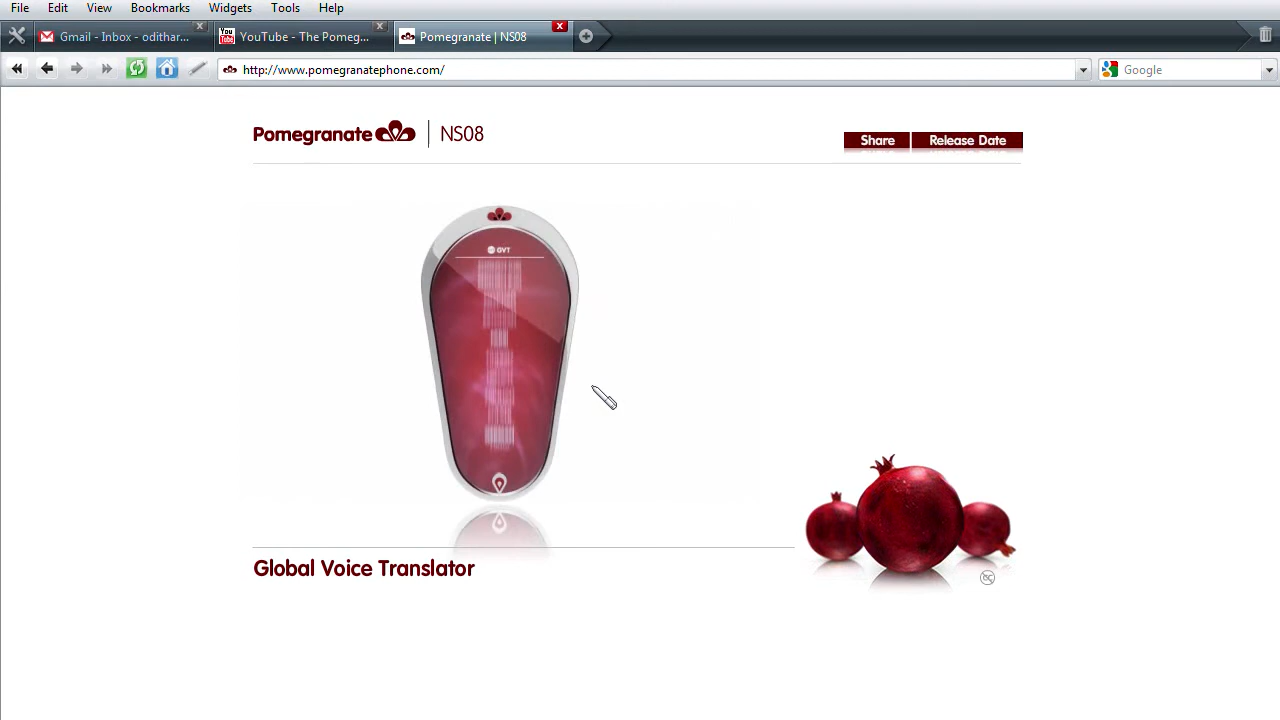 File Edit View Bookmarks Widgets Tools Help
Gmail - Inbox - odithar... YouTube - The Pomeg... Pomegranate | NS08
http://www.pomegranatephone.com/ Google
Pomegranate | NS08
Share Release Date
GVT
Global Voice Translator